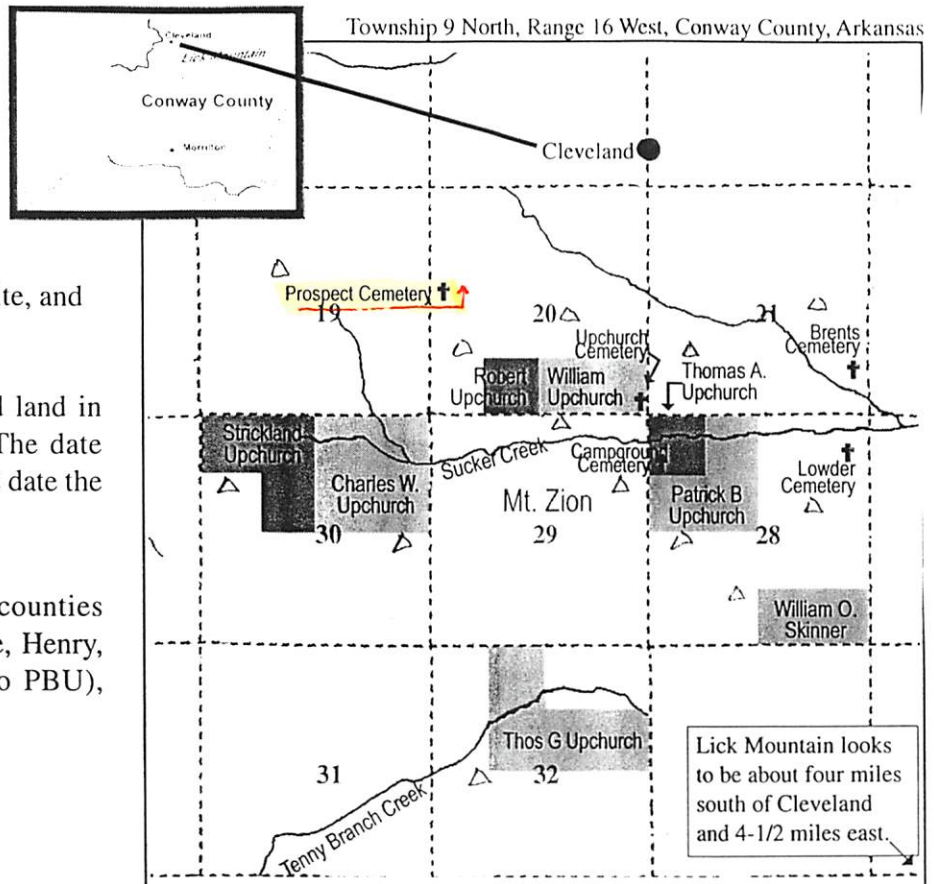 Township 9 North, Range 16 West, Conway County, Arkansas
Cleveland
Lick Mountain
Conway County
Morrilton
Cleveland
te, and
l land in
The date
date the
counties
e, Henry,
o PBU),
Prospect Cemetery
19
20
21
Upchurch
Cemetery
Brents
Cemetery
Robert
Upchurch
William
Upchurch
Thomas A.
Upchurch
Strickland
Upchurch
Charles W.
Upchurch
Sucker Creek
Campground
Cemetery
Patrick B
Upchurch
Lowder
Cemetery
Mt. Zion
30
29
28
William O.
Skinner
Thos G Upchurch
31
32
Tenny Branch Creek
Lick Mountain looks
to be about four miles
south of Cleveland
and 4-1/2 miles east.